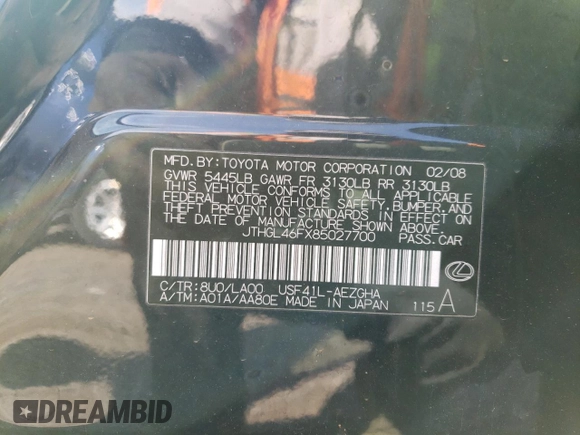 MFD. BY: TOYOTA MOTOR CORPORATION 02/08
GVWR 5445LB GAWR FR 3130LB RR 3130LB
THIS VEHICLE CONFORMS TO ALL APPLICABLE
FEDERAL MOTOR VEHICLE SAFETY, BUMPER, AND
THEFT PREVENTION STANDARDS IN EFFECT ON
THE DATE OF MANUFACTURE SHOWN ABOVE.
JTHGL46FX85027700 PASS. CAR
C/TR: 8U0/LA00 USF41L-AEZGHA
A/TM: A01A/AA80E MADE IN JAPAN 115 A
DREAMBID